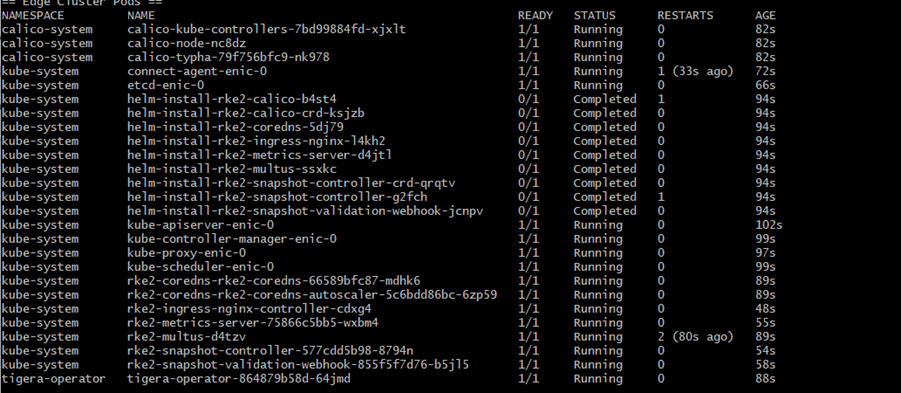 == Edge Cluster Pods ==
NAMESPACE NAME READY STATUS RESTARTS AGE
calico-system calico-kube-controllers-7bd99884fd-xjxlt 1/1 Running 0 82s
calico-system calico-node-nc8dz 1/1 Running 0 82s
calico-system calico-typha-79f756bfc9-nk978 1/1 Running 0 82s
kube-system connect-agent-enic-0 1/1 Running 1 (33s ago) 72s
kube-system etcd-enic-0 1/1 Running 0 66s
kube-system helm-install-rke2-calico-b4st4 0/1 Completed 1 94s
kube-system helm-install-rke2-calico-crd-ksjzb 0/1 Completed 0 94s
kube-system helm-install-rke2-coredns-5dj79 0/1 Completed 0 94s
kube-system helm-install-rke2-ingress-nginx-l4kh2 0/1 Completed 0 94s
kube-system helm-install-rke2-metrics-server-d4jtl 0/1 Completed 0 94s
kube-system helm-install-rke2-multus-ssxkc 0/1 Completed 0 94s
kube-system helm-install-rke2-snapshot-controller-crd-qrqtv 0/1 Completed 0 94s
kube-system helm-install-rke2-snapshot-controller-g2fch 0/1 Completed 1 94s
kube-system helm-install-rke2-snapshot-validation-webhook-jcnpv 0/1 Completed 0 94s
kube-system kube-apiserver-enic-0 1/1 Running 0 102s
kube-system kube-controller-manager-enic-0 1/1 Running 0 99s
kube-system kube-proxy-enic-0 1/1 Running 0 97s
kube-system kube-scheduler-enic-0 1/1 Running 0 99s
kube-system rke2-coredns-rke2-coredns-66589bfc87-mdhk6 1/1 Running 0 89s
kube-system rke2-coredns-rke2-coredns-autoscaler-5c6bdd86bc-6zp59 1/1 Running 0 89s
kube-system rke2-ingress-nginx-controller-cdxg4 1/1 Running 0 48s
kube-system rke2-metrics-server-75866c5bb5-wxbm4 1/1 Running 0 55s
kube-system rke2-multus-d4tzv 1/1 Running 2 (80s ago) 89s
kube-system rke2-snapshot-controller-577cdd5b98-8794n 1/1 Running 0 54s
kube-system rke2-snapshot-validation-webhook-855f5f7d76-b5jl5 1/1 Running 0 58s
tigera-operator tigera-operator-864879b58d-64jmd 1/1 Running 0 88s